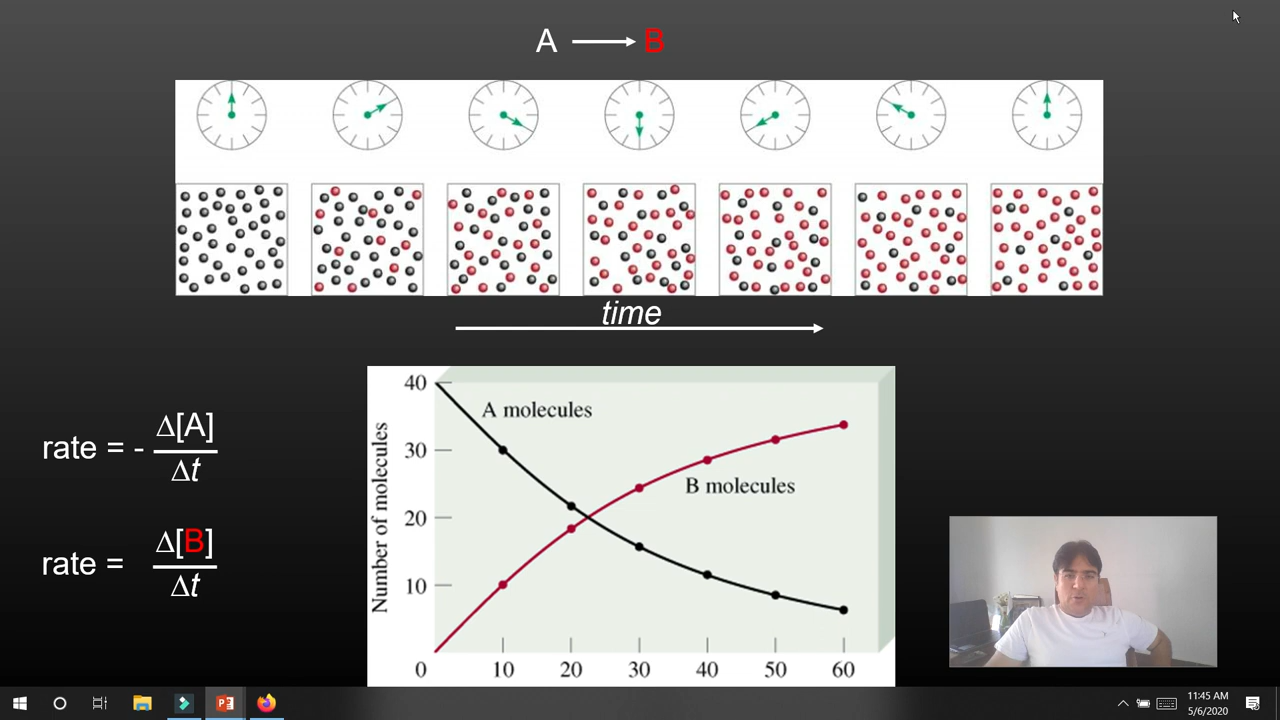 A ⟶ B
time
rate = - Δ[A]
Δt
rate = Δ[B]
Δt
40
30
20
10
0
Number of molecules
A molecules
B molecules
10 20 30 40 50 60
11:45 AM
5/6/2020